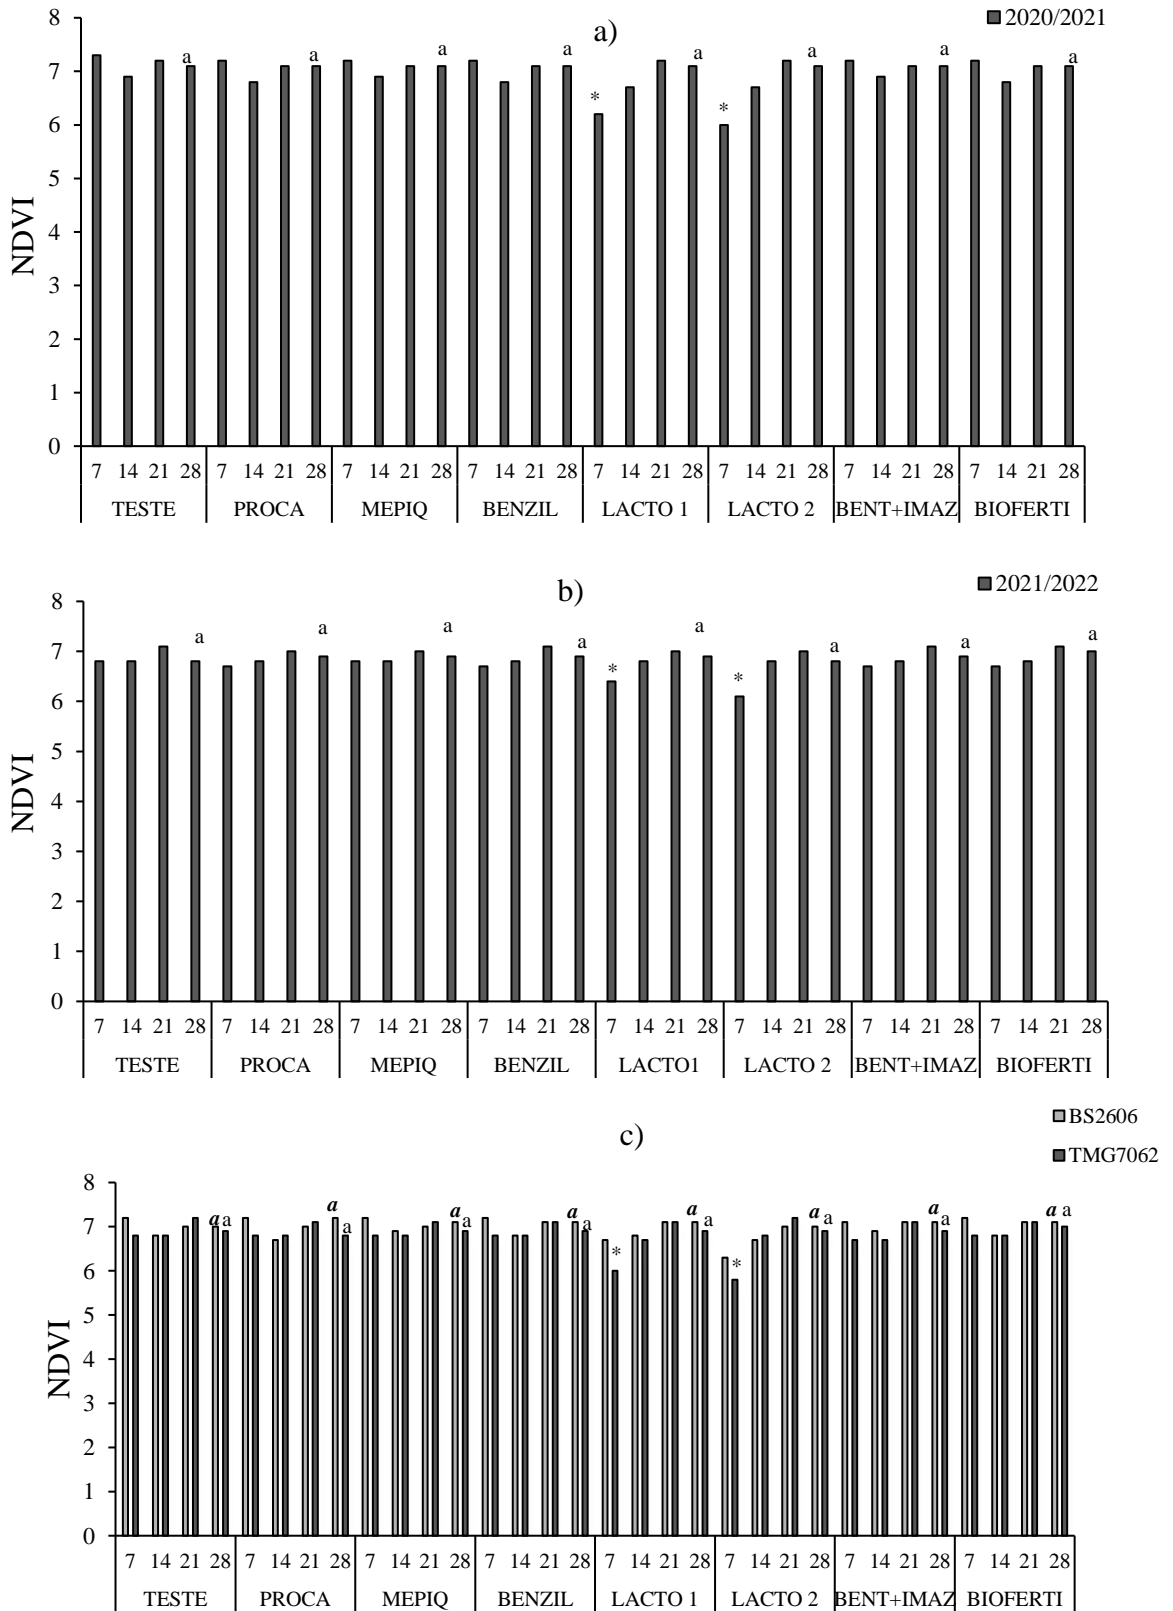 2020/2021
a)
8
7
6
5
4
3
2
1
0
NDVI
a a a a a a a a
* *
7 14 21 28 7 14 21 28 7 14 21 28 7 14 21 28 7 14 21 28 7 14 21 28 7 14 21 28 7 14 21 28
TESTE PROCA MEPIQ BENZIL LACTO 1 LACTO 2 BENT+IMAZ BIOFERTI
2021/2022
b)
8
7
6
5
4
3
2
1
0
NDVI
a a a a a a a a
* *
7 14 21 28 7 14 21 28 7 14 21 28 7 14 21 28 7 14 21 28 7 14 21 28 7 14 21 28 7 14 21 28
TESTE PROCA MEPIQ BENZIL LACTO1 LACTO 2 BENT+IMAZ BIOFERTI
BS2606
TMG7062
c)
8
7
6
5
4
3
2
1
0
NDVI
a a a a a a a a a a a a a a a a
* *
7 14 21 28 7 14 21 28 7 14 21 28 7 14 21 28 7 14 21 28 7 14 21 28 7 14 21 28 7 14 21 28
TESTE PROCA MEPIQ BENZIL LACTO 1 LACTO 2 BENT+IMAZ BIOFERTI